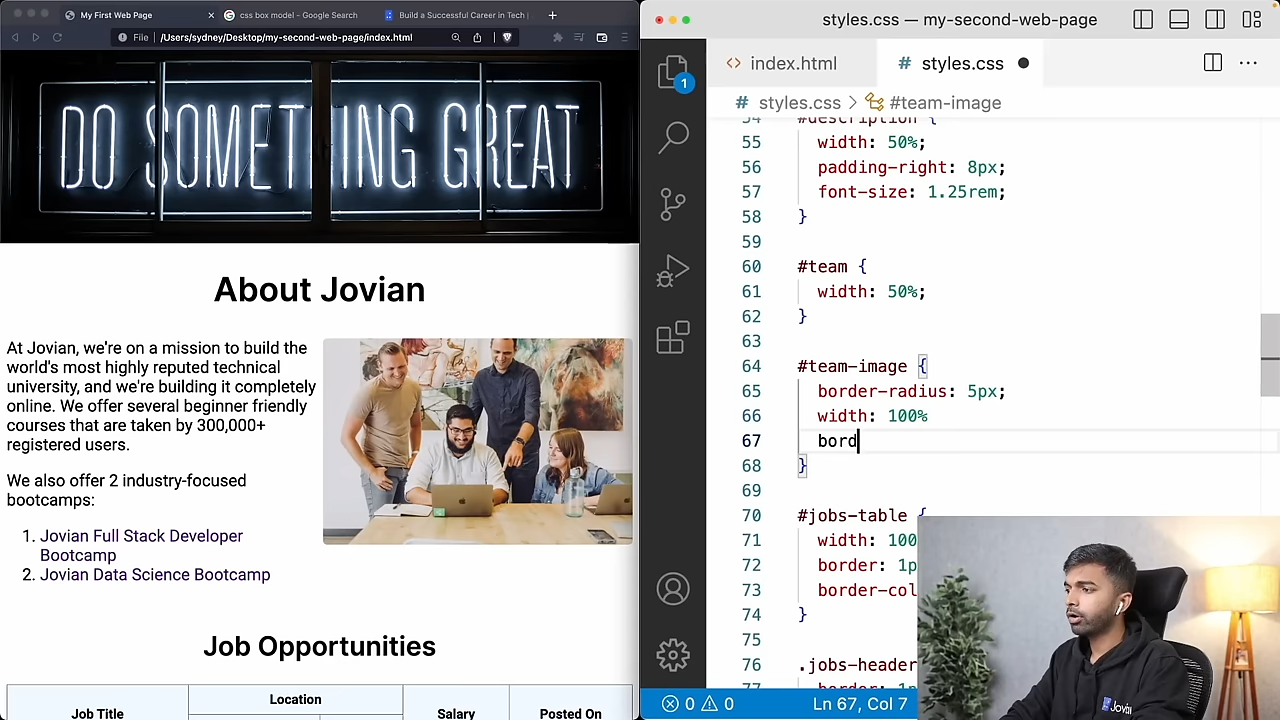 My First Web Page
css box model - Google Search
Build a Successful Career in Tech |
File
/Users/sydney/Desktop/my-second-web-page/index.html
DO SOMETHING GREAT
About Jovian
At Jovian, we're on a mission to build the
world's most highly reputed technical
university, and we're building it completely
online. We offer several beginner friendly
courses that are taken by 300,000+
registered users.
We also offer 2 industry-focused
bootcamps:
1. Jovian Full Stack Developer
Bootcamp
2. Jovian Data Science Bootcamp
Job Opportunities
Job Title
Location
Salary
Posted On
styles.css — my-second-web-page
1
<> index.html
# styles.css
# styles.css > #team-image
54 #description {
55 width: 50%;
56 padding-right: 8px;
57 font-size: 1.25rem;
58 }
59
60 #team {
61 width: 50%;
62 }
63
64 #team-image {
65 border-radius: 5px;
66 width: 100%
67 bord
68 }
69
70 #jobs-table {
71 width: 100
72 border: 1p
73 border-col
74 }
75
76 .jobs-header
77 border: 1p
0 0
Ln 67, Col 7
Jovian